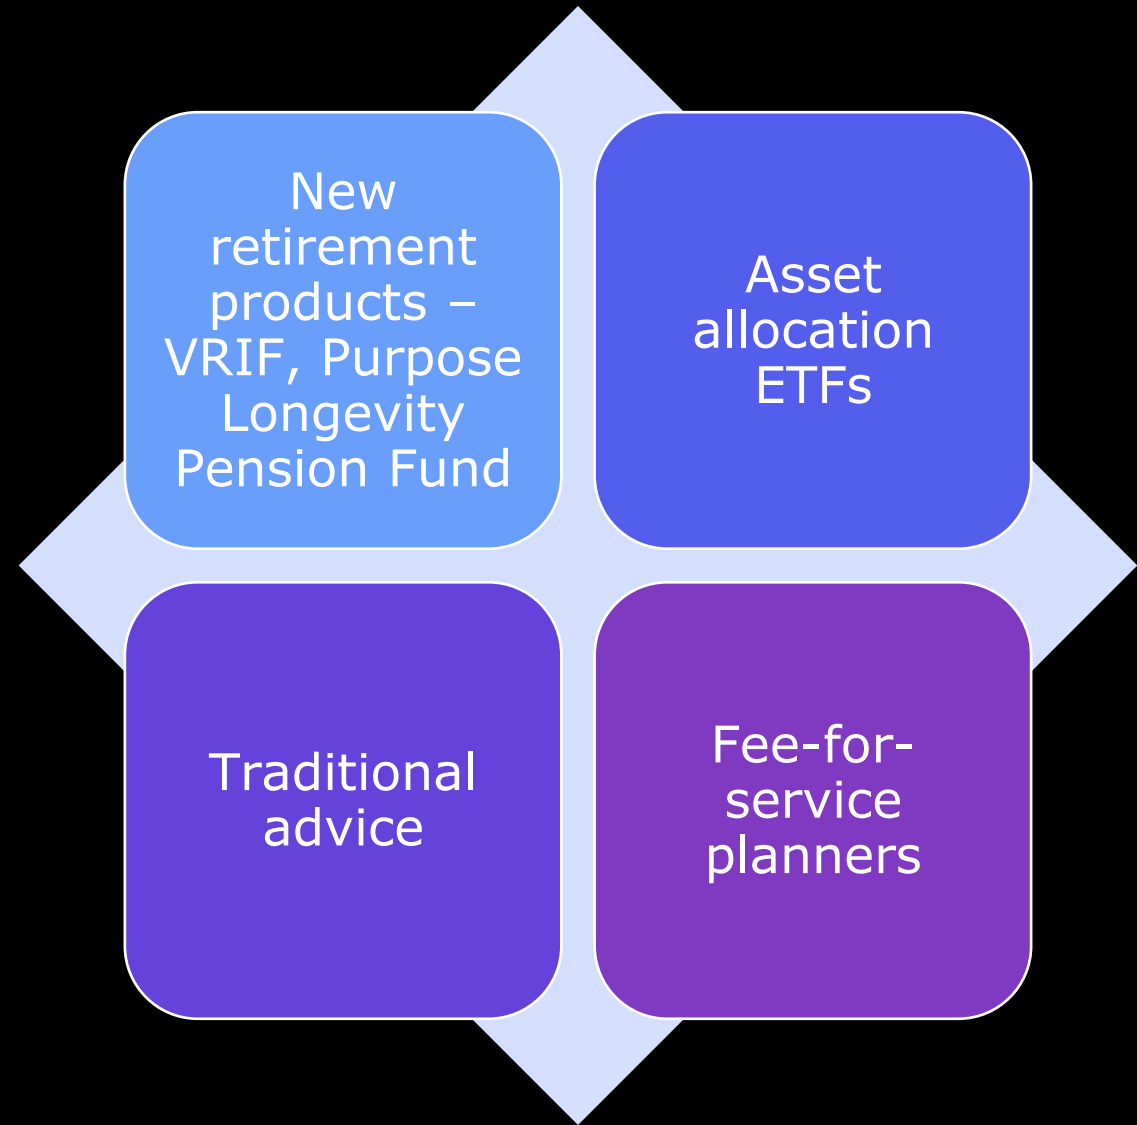 New
retirement
products –
VRIF, Purpose
Longevity
Pension Fund
Asset
allocation
ETFs
Traditional
advice
Fee-for-
service
planners